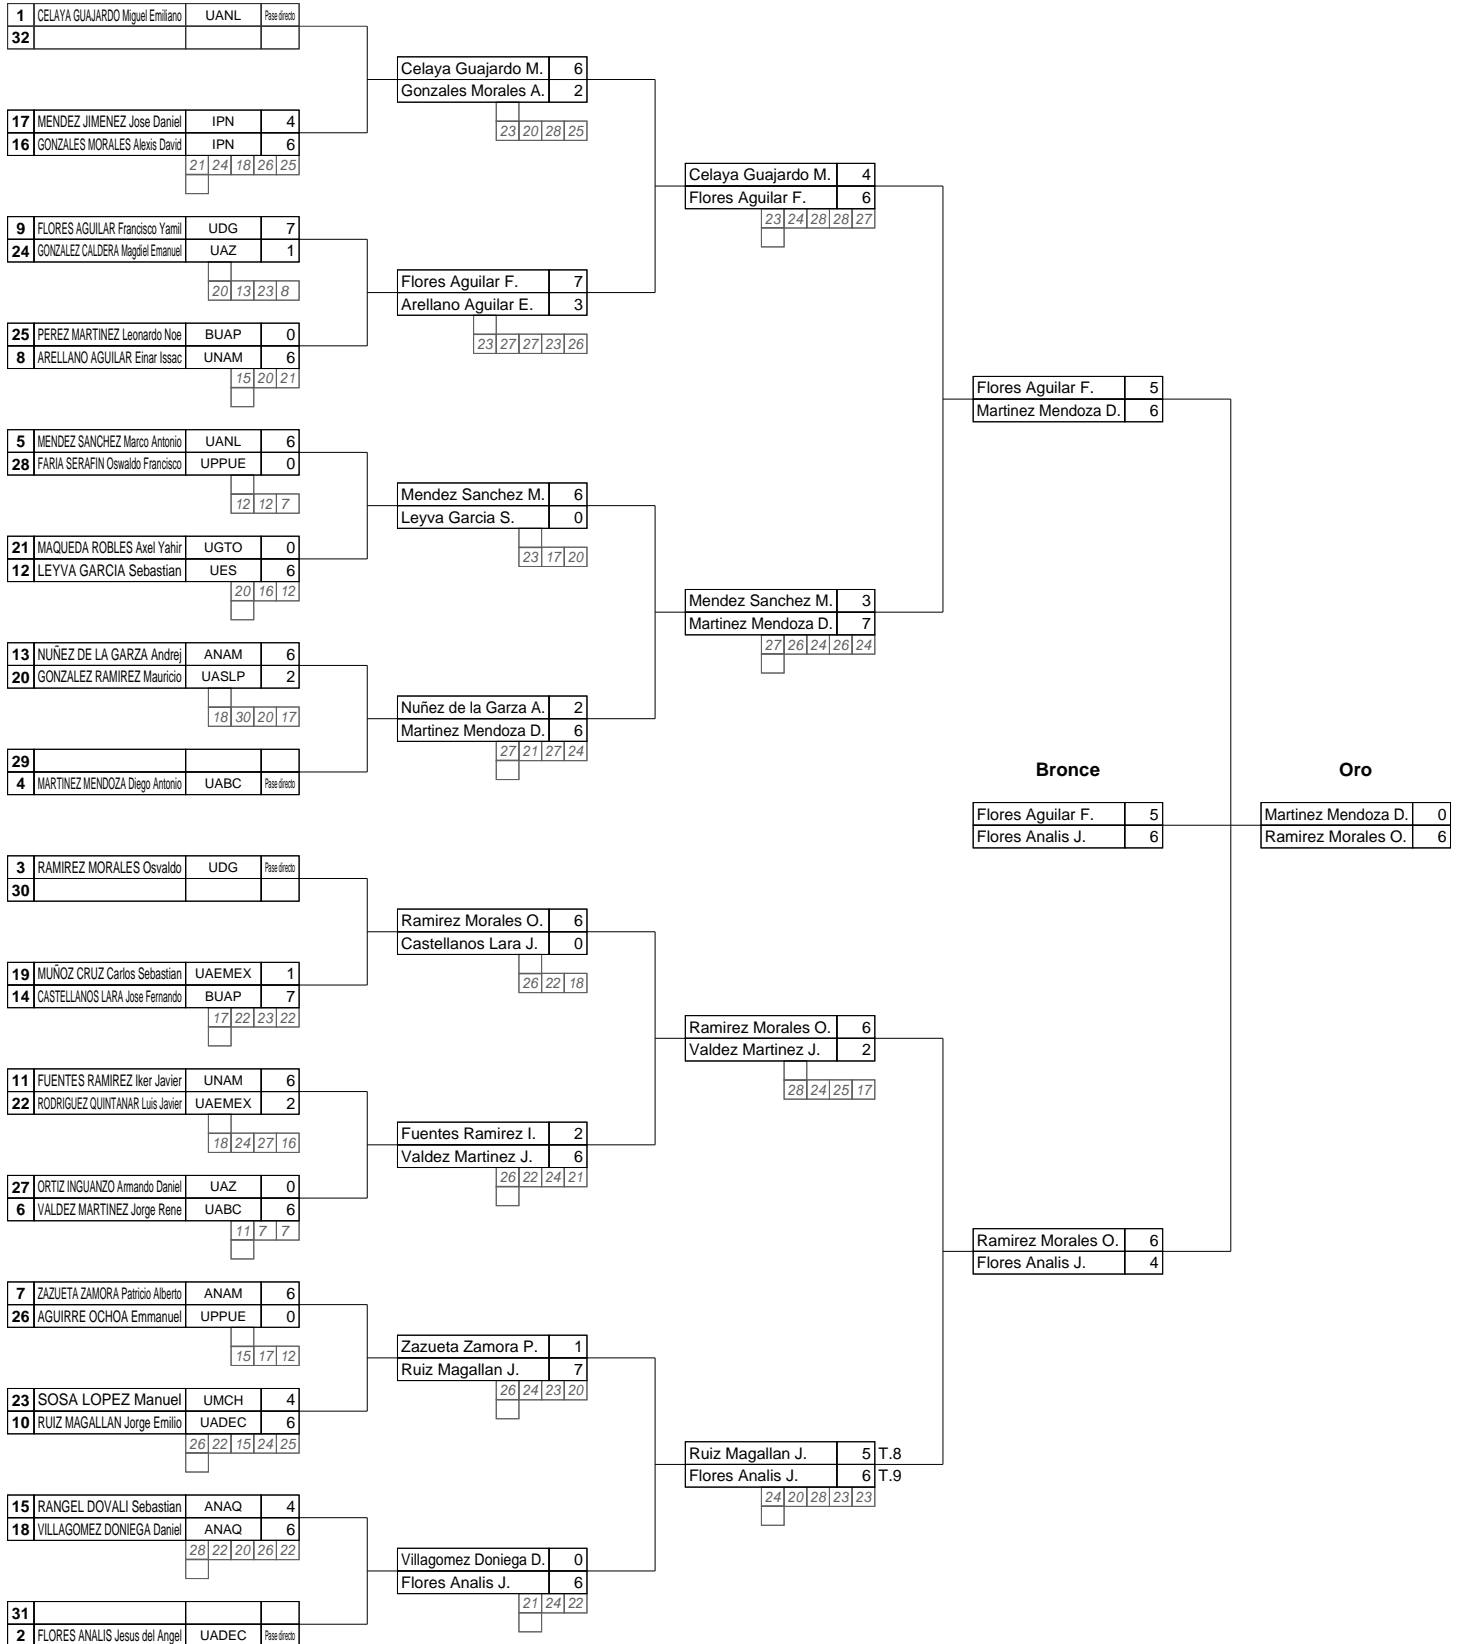 1 CELAYA GUAJARDO Miguel Emiliano UANL Pase directo
32
17 MENDEZ JIMENEZ Jose Daniel IPN 4
16 GONZALES MORALES Alexis David IPN 6
21 24 18 26 25
9 FLORES AGUILAR Francisco Yamil UDG 7
24 GONZALEZ CALDERA Magdiel Emanuel UAZ 1
20 13 23 8
25 PEREZ MARTINEZ Leonardo Noe BUAP 0
8 ARELLANO AGUILAR Einar Issac UNAM 6
15 20 21
5 MENDEZ SANCHEZ Marco Antonio UANL 6
28 FARIA SERAFIN Oswaldo Francisco UPPUE 0
12 12 7
21 MAQUEDA ROBLES Axel Yahir UGTO 0
12 LEYVA GARCIA Sebastian UES 6
20 16 12
13 NUÑEZ DE LA GARZA Andrej ANAM 6
20 GONZALEZ RAMIREZ Mauricio UASLP 2
18 30 20 17
29
4 MARTINEZ MENDOZA Diego Antonio UABC Pase directo
3 RAMIREZ MORALES Osvaldo UDG Pase directo
30
19 MUÑOZ CRUZ Carlos Sebastian UAEMEX 1
14 CASTELLANOS LARA Jose Fernando BUAP 7
17 22 23 22
11 FUENTES RAMIREZ Iker Javier UNAM 6
22 RODRIGUEZ QUINTANAR Luis Javier UAEMEX 2
18 24 27 16
27 ORTIZ INGUANZO Armando Daniel UAZ 0
6 VALDEZ MARTINEZ Jorge Rene UABC 6
11 7 7
7 ZAZUETA ZAMORA Patricio Alberto ANAM 6
26 AGUIRRE OCHOA Emmanuel UPPUE 0
15 17 12
23 SOSA LOPEZ Manuel UMCH 4
10 RUIZ MAGALLAN Jorge Emilio UADEC 6
26 22 15 24 25
15 RANGEL DOVALI Sebastian ANAQ 4
18 VILLAGOMEZ DONIEGA Daniel ANAQ 6
28 22 20 26 22
31
2 FLORES ANALIS Jesus del Angel UADEC Pase directo
Celaya Guajardo M. 6
Gonzales Morales A. 2
23 20 28 25
Flores Aguilar F. 7
Arellano Aguilar E. 3
23 27 27 23 26
Mendez Sanchez M. 6
Leyva Garcia S. 0
23 17 20
Nuñez de la Garza A. 2
Martinez Mendoza D. 6
27 21 27 24
Ramirez Morales O. 6
Castellanos Lara J. 0
26 22 18
Fuentes Ramirez I. 2
Valdez Martinez J. 6
26 22 24 21
Zazueta Zamora P. 1
Ruiz Magallan J. 7
26 24 23 20
Villagomez Doniega D. 0
Flores Analis J. 6
21 24 22
Celaya Guajardo M. 4
Flores Aguilar F. 6
23 24 28 28 27
Mendez Sanchez M. 3
Martinez Mendoza D. 7
27 26 24 26 24
Ramirez Morales O. 6
Valdez Martinez J. 2
28 24 25 17
Ruiz Magallan J. 5 T.8
Flores Analis J. 6 T.9
24 20 28 23 23
Flores Aguilar F. 5
Martinez Mendoza D. 6
Ramirez Morales O. 6
Flores Analis J. 4
Bronce
Flores Aguilar F. 5
Flores Analis J. 6
Oro
Martinez Mendoza D. 0
Ramirez Morales O. 6